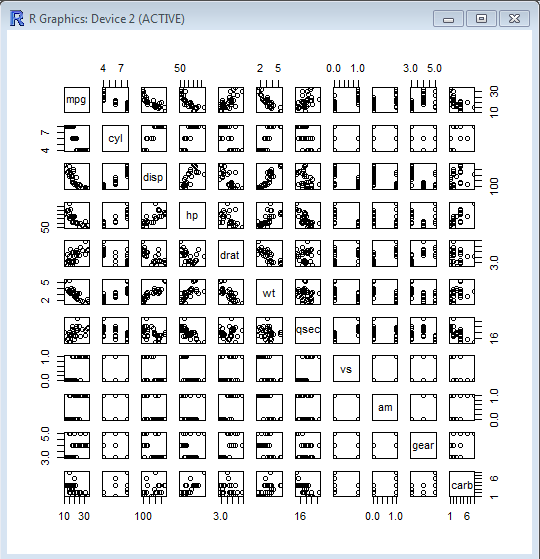 R Graphics: Device 2 (ACTIVE)
4 7 50 2 5 0.0 1.0 3.0 5.0
mpg 10 30
4 7 cyl
disp 100
50 hp
drat 3.0
2 5 wt
qsec 16
0.0 1.0 vs
am 0.0 1.0
3.0 5.0 gear
carb 1 6
10 30 100 3.0 16 0.0 1.0 1 6